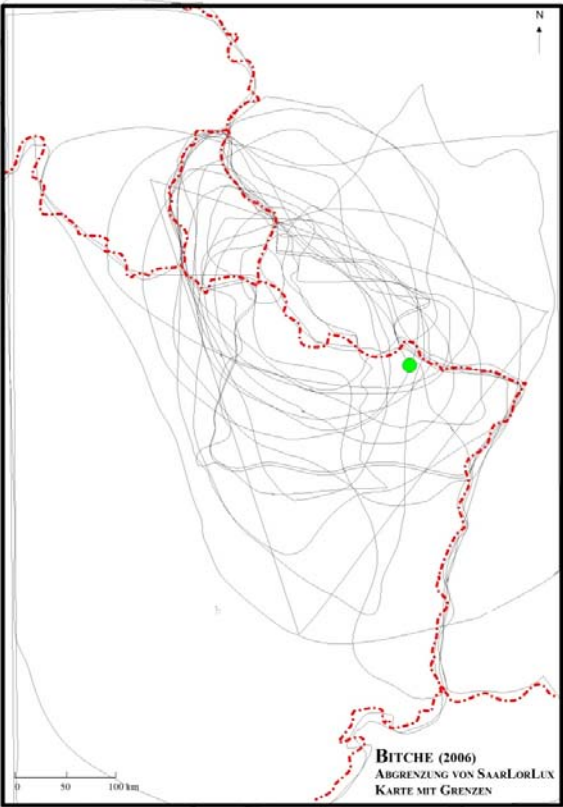 N
BITCHE (2006)
ABGRENZUNG VON SAARLORLUX
KARTE MIT GRENZEN
0 50 100 km